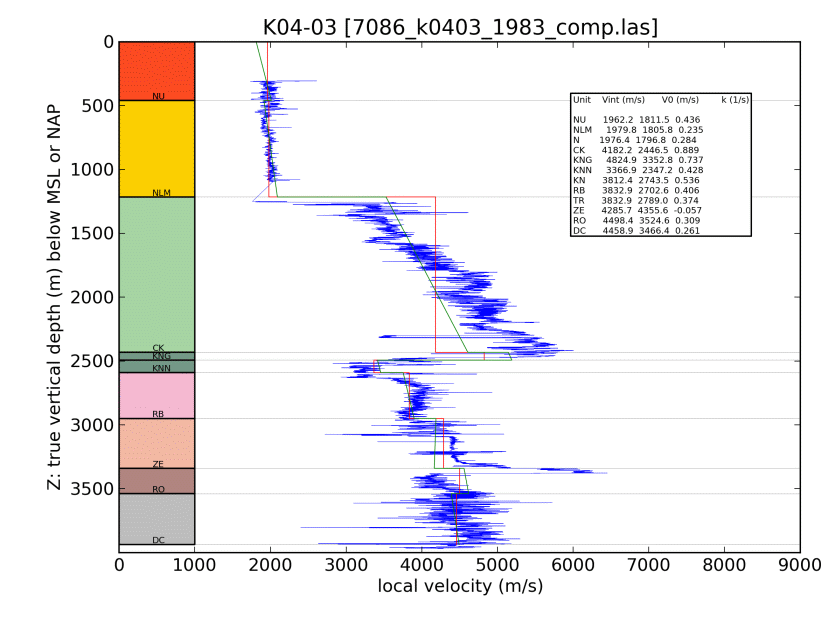 K04-03 [7086_k0403_1983_comp.las]
Z: true vertical depth (m) below MSL or NAP
0
500
1000
1500
2000
2500
3000
3500
NU
NLM
CK
KNG
KNN
RB
ZE
RO
DC
Unit Vint (m/s) V0 (m/s) k (1/s)
NU 1962.2 1811.5 0.436
NLM 1979.8 1805.8 0.235
N 1976.4 1796.8 0.284
CK 4182.2 2446.5 0.889
KNG 4824.9 3352.8 0.737
KNN 3366.9 2347.2 0.428
KN 3812.4 2743.5 0.536
RB 3832.9 2702.6 0.406
TR 3832.9 2789.0 0.374
ZE 4285.7 4355.6 -0.057
RO 4498.4 3524.6 0.309
DC 4458.9 3466.4 0.261
0 1000 2000 3000 4000 5000 6000 7000 8000 9000
local velocity (m/s)